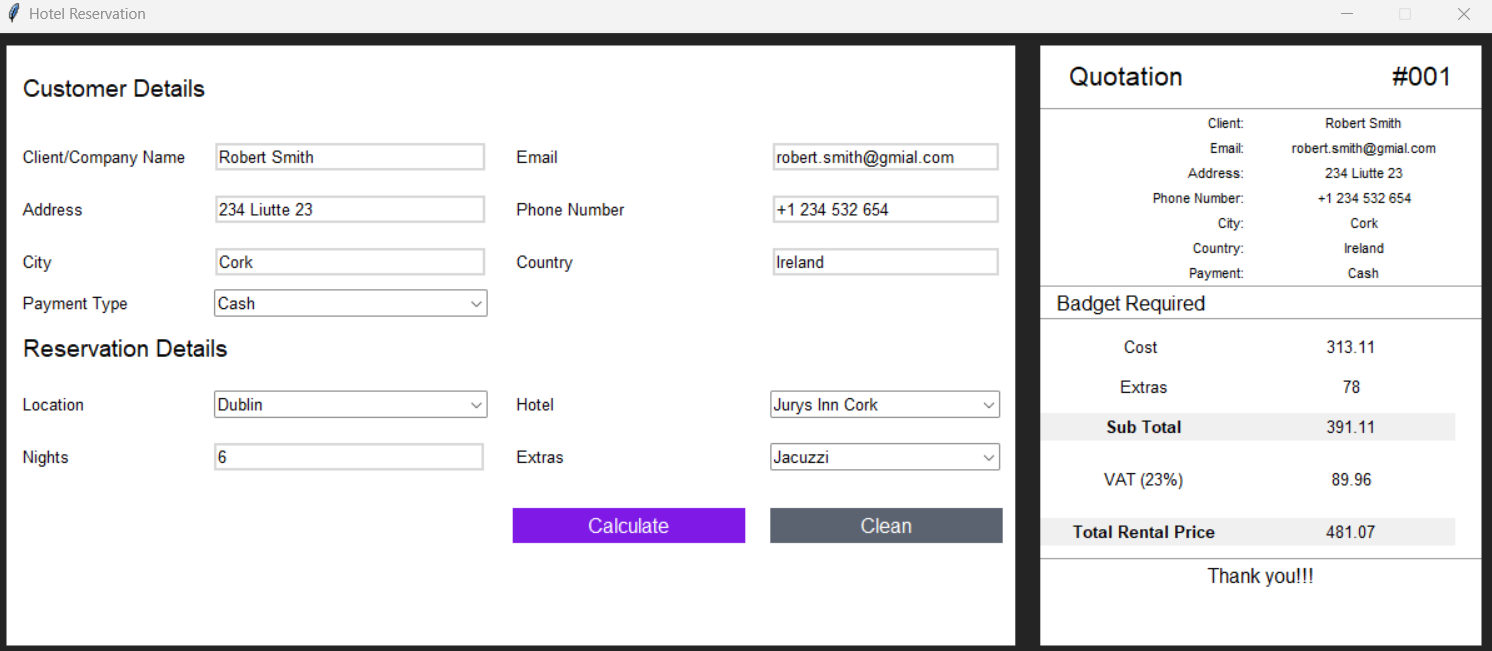 Hotel Reservation
Customer Details
Client/Company Name Robert Smith Email robert.smith@gmial.com
Address 234 Liutte 23 Phone Number +1 234 532 654
City Cork Country Ireland
Payment Type Cash
Reservation Details
Location Dublin Hotel Jurys Inn Cork
Nights 6 Extras Jacuzzi
Calculate Clean
Quotation #001
Client: Robert Smith
Email: robert.smith@gmial.com
Address: 234 Liutte 23
Phone Number: +1 234 532 654
City: Cork
Country: Ireland
Payment: Cash
Badget Required
Cost 313.11
Extras 78
Sub Total 391.11
VAT (23%) 89.96
Total Rental Price 481.07
Thank you!!!